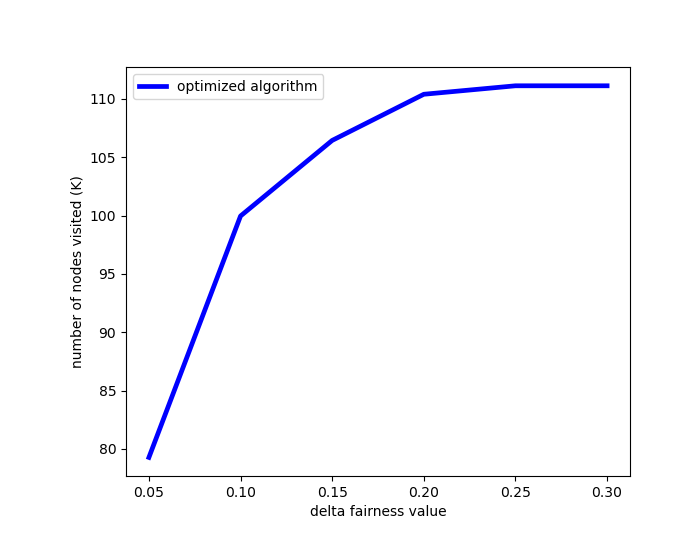 optimized algorithm
number of nodes visited (K)
110
105
100
95
90
85
80
0.05 0.10 0.15 0.20 0.25 0.30
delta fairness value